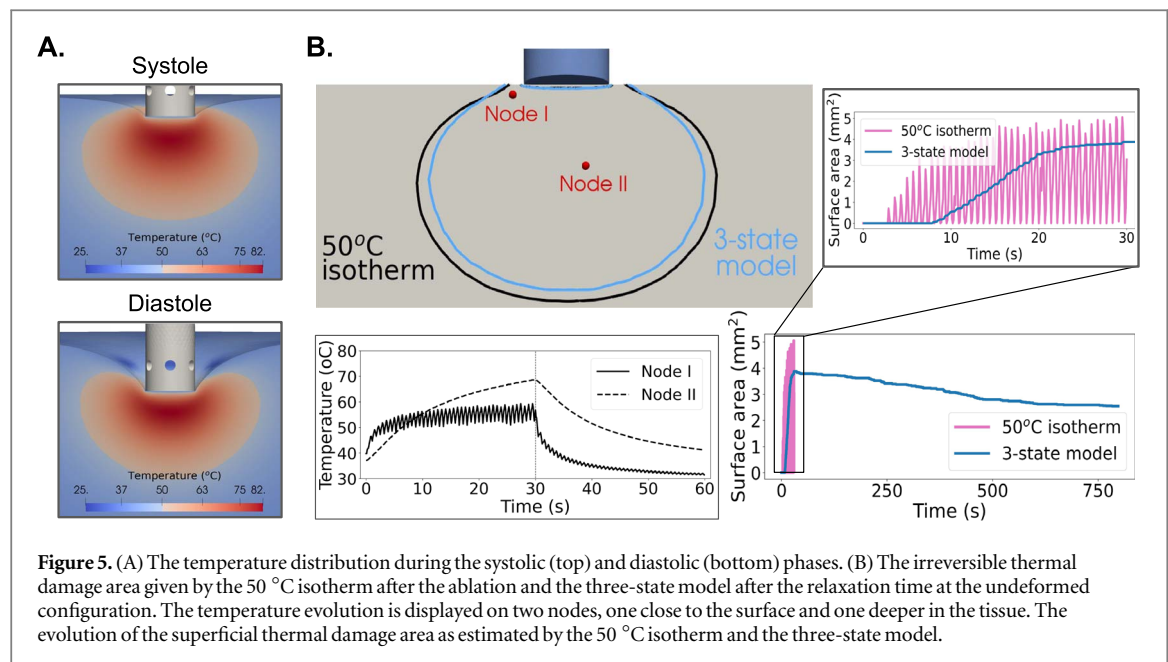 A.
Systole
Temperature (°C)
25. 37 50 63 75 82.
Diastole
Temperature (°C)
25. 37 50 63 75 82.
B.
Node I
Node II
50°C
isotherm
3-state
model
Surface area (mm²)
5
4
3
2
1
0
50°C isotherm
3-state model
0 10 20 30
Time (s)
Temperature (oC)
80
70
60
50
40
30
Node I
Node II
0 10 20 30 40 50 60
Time (s)
Surface area (mm²)
5
4
3
2
1
0
50°C isotherm
3-state model
0 250 500 750
Time (s)
Figure 5. (A) The temperature distribution during the systolic (top) and diastolic (bottom) phases. (B) The irreversible thermal
damage area given by the 50 °C isotherm after the ablation and the three-state model after the relaxation time at the undeformed
configuration. The temperature evolution is displayed on two nodes, one close to the surface and one deeper in the tissue. The
evolution of the superficial thermal damage area as estimated by the 50 °C isotherm and the three-state model.